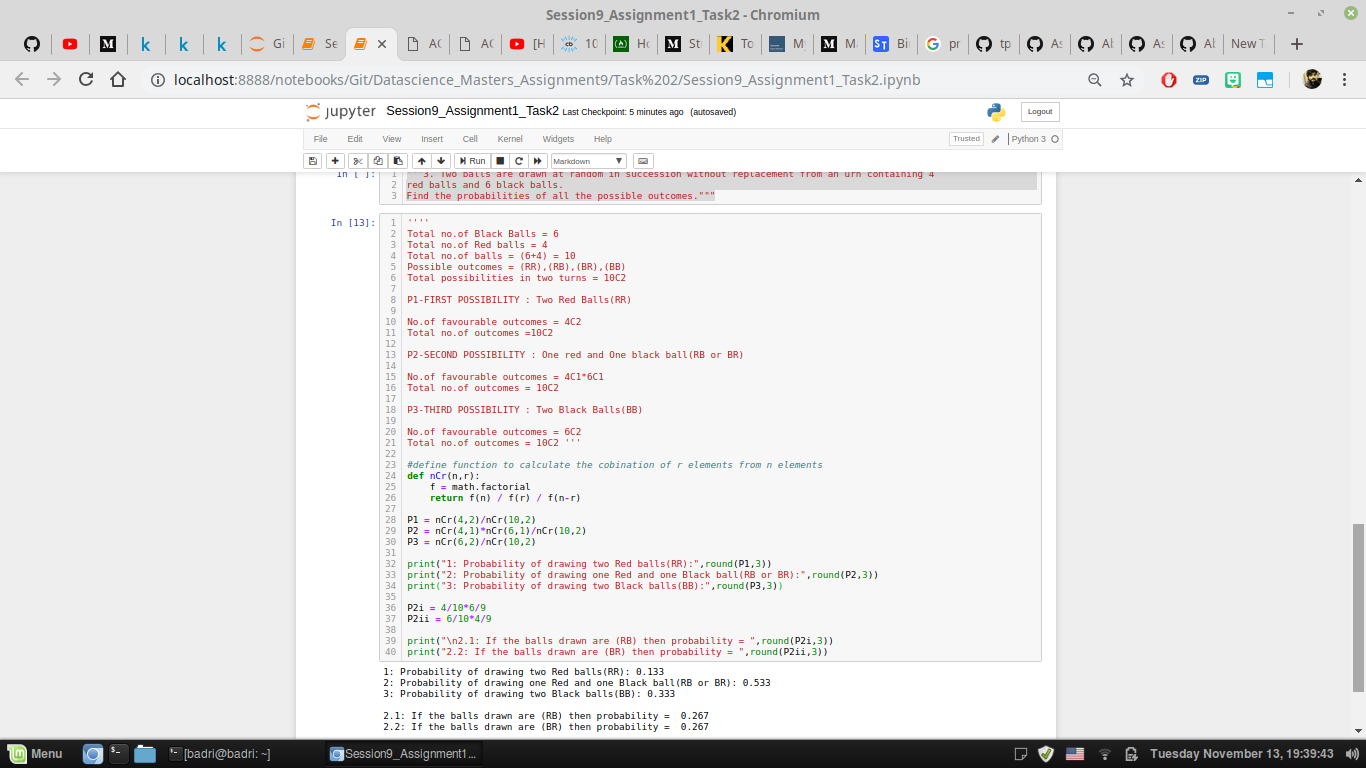 Session9_Assignment1_Task2 - Chromium
Gi
Se
AC
AC
[H
10
Ho
St
To
My
Ma
Bi
pr
tp
As
Al
As
Al
New T
localhost:8888/notebooks/Git/Datascience_Masters_Assignment9/Task%202/Session9_Assignment1_Task2.ipynb
ZIP
jupyter Session9_Assignment1_Task2 Last Checkpoint: 5 minutes ago (autosaved)
Logout
File Edit View Insert Cell Kernel Widgets Help
Trusted
Python 3
Run
Markdown
In [ ]:
1 """3. Two balls are drawn at random in succession without replacement from an urn containing 4
2 red balls and 6 black balls.
3 Find the probabilities of all the possible outcomes."""
In [13]:
1 ''''
2 Total no.of Black Balls = 6
3 Total no.of Red balls = 4
4 Total no.of balls = (6+4) = 10
5 Possible outcomes = (RR),(RB),(BR),(BB)
6 Total possibilities in two turns = 10C2
7
8 P1-FIRST POSSIBILITY : Two Red Balls(RR)
9
10 No.of favourable outcomes = 4C2
11 Total no.of outcomes =10C2
12
13 P2-SECOND POSSIBILITY : One red and One black ball(RB or BR)
14
15 No.of favourable outcomes = 4C1*6C1
16 Total no.of outcomes = 10C2
17
18 P3-THIRD POSSIBILITY : Two Black Balls(BB)
19
20 No.of favourable outcomes = 6C2
21 Total no.of outcomes = 10C2 '''
22
23 #define function to calculate the cobination of r elements from n elements
24 def nCr(n,r):
25     f = math.factorial
26     return f(n) / f(r) / f(n-r)
27
28 P1 = nCr(4,2)/nCr(10,2)
29 P2 = nCr(4,1)*nCr(6,1)/nCr(10,2)
30 P3 = nCr(6,2)/nCr(10,2)
31
32 print("1: Probability of drawing two Red balls(RR):",round(P1,3))
33 print("2: Probability of drawing one Red and one Black ball(RB or BR):",round(P2,3))
34 print("3: Probability of drawing two Black balls(BB):",round(P3,3))
35
36 P2i = 4/10*6/9
37 P2ii = 6/10*4/9
38
39 print("\n2.1: If the balls drawn are (RB) then probability = ",round(P2i,3))
40 print("2.2: If the balls drawn are (BR) then probability = ",round(P2ii,3))
1: Probability of drawing two Red balls(RR): 0.133
2: Probability of drawing one Red and one Black ball(RB or BR): 0.533
3: Probability of drawing two Black balls(BB): 0.333
2.1: If the balls drawn are (RB) then probability =  0.267
2.2: If the balls drawn are (BR) then probability =  0.267
Menu
[badri@badri: ~]
Session9_Assignment1...
Tuesday November 13, 19:39:43